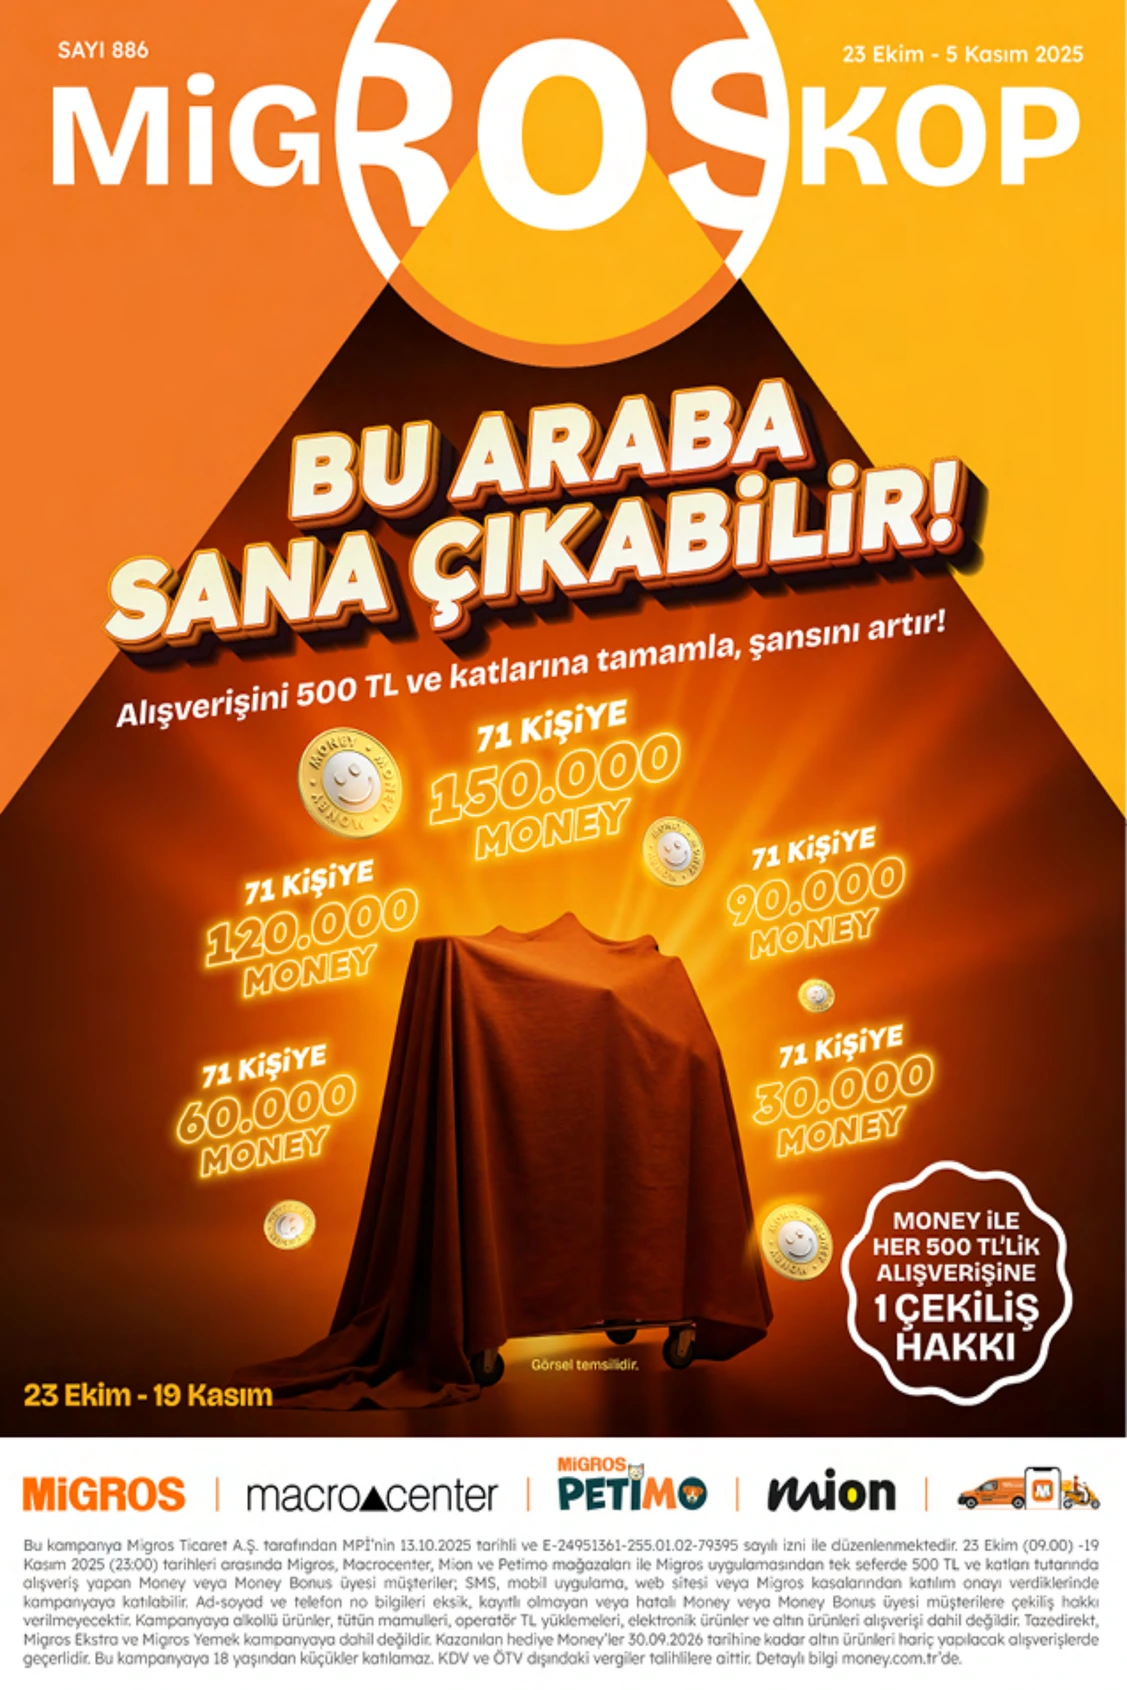 SAYI 886
23 Ekim - 5 Kasım 2025
MiGROSKOP
BU ARABA
SANA ÇIKABİLİR!
Alışverişini 500 TL ve katlarına tamamla, şansını artır!
71 KİŞİYE
150.000
MONEY
71 KİŞİYE
120.000
MONEY
71 KİŞİYE
90.000
MONEY
71 KİŞİYE
60.000
MONEY
71 KİŞİYE
30.000
MONEY
MONEY İLE
HER 500 TL'LİK
ALIŞVERİŞİNE
1 ÇEKİLİŞ
HAKKI
Görsel temsilidir.
23 Ekim - 19 Kasım
MiGROS | macrocenter | MiGROS PETİMO | mion |
Bu kampanya Migros Ticaret A.Ş. tarafından MPİ'nin 13.10.2025 tarihli ve E-24951361-255.01.02-79395 sayılı izni ile düzenlenmektedir. 23 Ekim (09.00) -19
Kasım 2025 (23:00) tarihleri arasında Migros, Macrocenter, Mion ve Petimo mağazaları ile Migros uygulamasından tek seferde 500 TL ve katları tutarında
alışveriş yapan Money veya Money Bonus üyesi müşteriler; SMS, mobil uygulama, web sitesi veya Migros kasalarından katılım onayı verdiklerinde
kampanyaya katılabilir. Ad-soyad ve telefon no bilgileri eksik, kayıtlı olmayan veya hatalı Money veya Money Bonus üyesi müşterilere çekiliş hakkı
verilmeyecektir. Kampanyaya alkollü ürünler, tütün mamulleri, operatör TL yüklemeleri, elektronik ürünler ve altın ürünleri alışverişi dahil değildir. Tazedirekt,
Migros Ekstra ve Migros Yemek kampanyaya dahil değildir. Kazanılan hediye Money'ler 30.09.2026 tarihine kadar altın ürünleri hariç yapılacak alışverişlerde
geçerlidir. Bu kampanyaya 18 yaşından küçükler katılamaz. KDV ve ÖTV dışındaki vergiler talihlilere aittir. Detaylı bilgi money.com.tr'de.